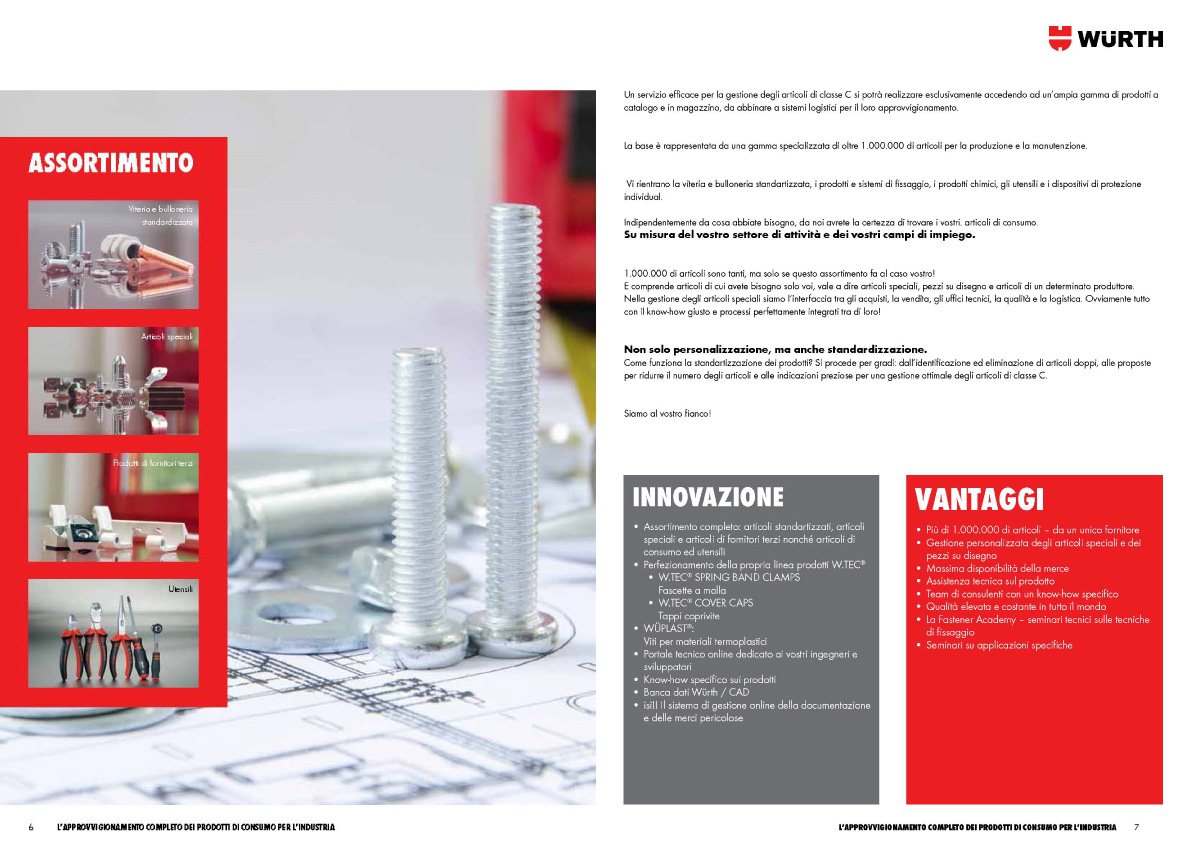 WÜRTH
ASSORTIMENTO
Viteria e bulloneria
standardizzata
Articoli speciali
Prodotti di fornitori terzi
Utensili
6 L'APPROVVIGIONAMENTO COMPLETO DEI PRODOTTI DI CONSUMO PER L'INDUSTRIA
Un servizio efficace per la gestione degli articoli di classe C si potrà realizzare esclusivamente accedendo ad un'ampia gamma di prodotti a
catalogo e in magazzino, da abbinare a sistemi logistici per il loro approvvigionamento.
La base è rappresentata da una gamma specializzata di oltre 1.000.000 di articoli per la produzione e la manutenzione.
Vi rientrano la viteria e bulloneria standartizzata, i prodotti e sistemi di fissaggio, i prodotti chimici, gli utensili e i dispositivi di protezione
individual.
Indipendentemente da cosa abbiate bisogno, da noi avrete la certezza di trovare i vostri. articoli di consumo.
Su misura del vostro settore di attività e dei vostri campi di impiego.
1.000.000 di articoli sono tanti, ma solo se questo assortimento fa al caso vostro!
E comprende articoli di cui avete bisogno solo voi, vale a dire articoli speciali, pezzi su disegno e articoli di un determinato produttore.
Nella gestione degli articoli speciali siamo l'interfaccia tra gli acquisti, la vendita, gli uffici tecnici, la qualità e la logistica. Ovviamente tutto
con il know-how giusto e processi perfettamente integrati tra di loro!
Non solo personalizzazione, ma anche standardizzazione.
Come funziona la standartizzazione dei prodotti? Si procede per gradi: dall'identificazione ed eliminazione di articoli doppi, alle proposte
per ridurre il numero degli articoli e alle indicazioni preziose per una gestione ottimale degli articoli di classe C.
Siamo al vostro fianco!
INNOVAZIONE
• Assortimento completo: articoli standartizzati, articoli
speciali e articoli di fornitori terzi nonché articoli di
consumo ed utensili
• Perfezionamento della propria linea prodotti W.TEC®
• W.TEC® SPRING BAND CLAMPS
Fascette a molla
• W.TEC® COVER CAPS
Tappi coprivite
• WÜPLAST®:
Viti per materiali termoplastici
• Portale tecnico online dedicato ai vostri ingegneri e
sviluppatori
• Know-how specifico sui prodotti
• Banca dati Würth / CAD
• isi!! Il sistema di gestione online della documentazione
e delle merci pericolose
VANTAGGI
• Più di 1.000.000 di articoli – da un unico fornitore
• Gestione personalizzata degli articoli speciali e dei
pezzi su disegno
• Massima disponibilità della merce
• Assistenza tecnica sul prodotto
• Team di consulenti con un know-how specifico
• Qualità elevata e costante in tutto il mondo
• La Fastener Academy – seminari tecnici sulle tecniche
di fissaggio
• Seminari su applicazioni specifiche
L'APPROVVIGIONAMENTO COMPLETO DEI PRODOTTI DI CONSUMO PER L'INDUSTRIA 7